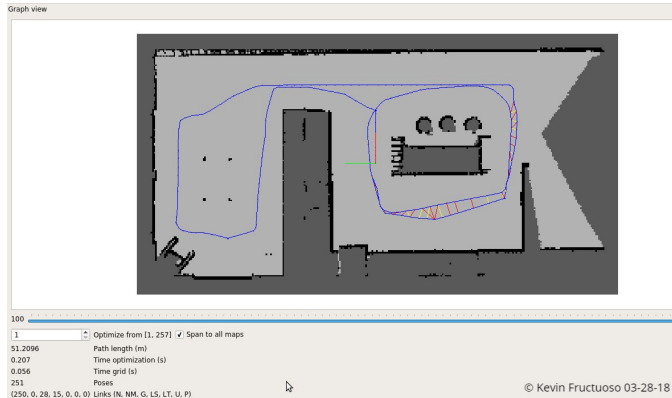 Graph view
100
1 Optimize from [1, 257] Span to all maps
51.2096 Path length (m)
0.207 Time optimization (s)
0.056 Time grid (s)
251 Poses
(250, 0, 28, 15, 0, 0, 0) Links (N, NM, G, LS, LT, U, P)
© Kevin Fructuoso 03-28-18